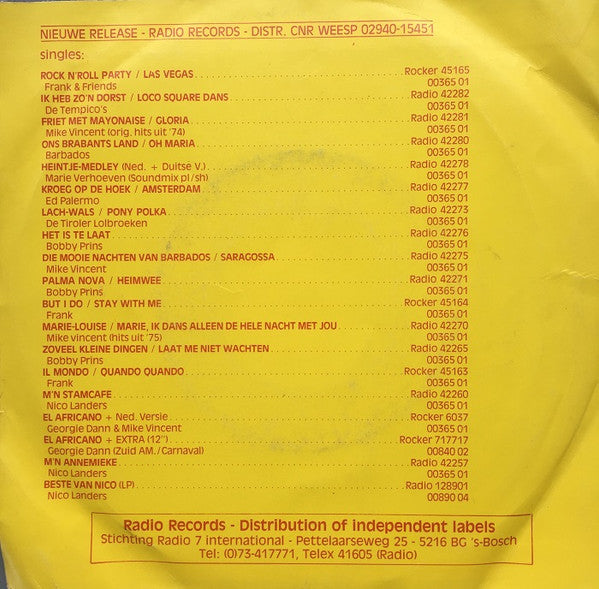 NIEUWE RELEASE - RADIO RECORDS - DISTR. CNR WEESP 02940-15451
singles:
ROCK N'ROLL PARTY / LAS VEGAS Rocker 45165
Frank & Friends 00365 01
IK HEB ZO'N DORST / LOCO SQUARE DANS Radio 42282
De Tempico's 00365 01
FRIET MET MAYONAISE / GLORIA Radio 42281
Mike Vincent (orig. hits uit '74) 00365 01
ONS BRABANTS LAND / OH MARIA Radio 42280
Barbados 00365 01
HEINTJE-MEDLEY (Ned. + Duitse V.) Radio 42278
Marie Verhoeven (Soundmix pl/sh) 00365 01
KROEG OP DE HOEK / AMSTERDAM Radio 42277
Ed Palermo 00365 01
LACH-WALS / PONY POLKA Radio 42273
De Tiroler Lolbroeken 00365 01
HET IS TE LAAT Radio 42276
Bobby Prins 00365 01
DIE MOOIE NACHTEN VAN BARBADOS / SARAGOSSA Radio 42275
Mike Vincent 00365 01
PALMA NOVA / HEIMWEE Radio 42271
Bobby Prins 00365 01
BUT I DO / STAY WITH ME Rocker 45164
Frank 00365 01
MARIE-LOUISE / MARIE, IK DANS ALLEEN DE HELE NACHT MET JOU Radio 42270
Mike vincent (hits uit '75) 00365 01
ZOVEEL KLEINE DINGEN / LAAT ME NIET WACHTEN Radio 42265
Bobby Prins 00365 01
IL MONDO / QUANDO QUANDO Rocker 45163
Frank 00365 01
M'N STAMCAFE Radio 42260
Nico Landers 00365 01
EL AFRICANO + Ned. Versie Rocker 6037
Georgie Dann & Mike Vincent 00365 01
EL AFRICANO + EXTRA (12'') Rocker 717717
Georgie Dann (Zuid AM./Carnaval) 00840 02
M'N ANNEMIEKE Radio 42257
Nico Landers 00365 01
BESTE VAN NICO (LP) Radio 128901
Nico Landers 00890 04
Radio Records - Distribution of independent labels
Stichting Radio 7 international - Pettelaarseweg 25 - 5216 BG 's-Bosch
Tel: (0)73-417771, Telex 41605 (Radio)